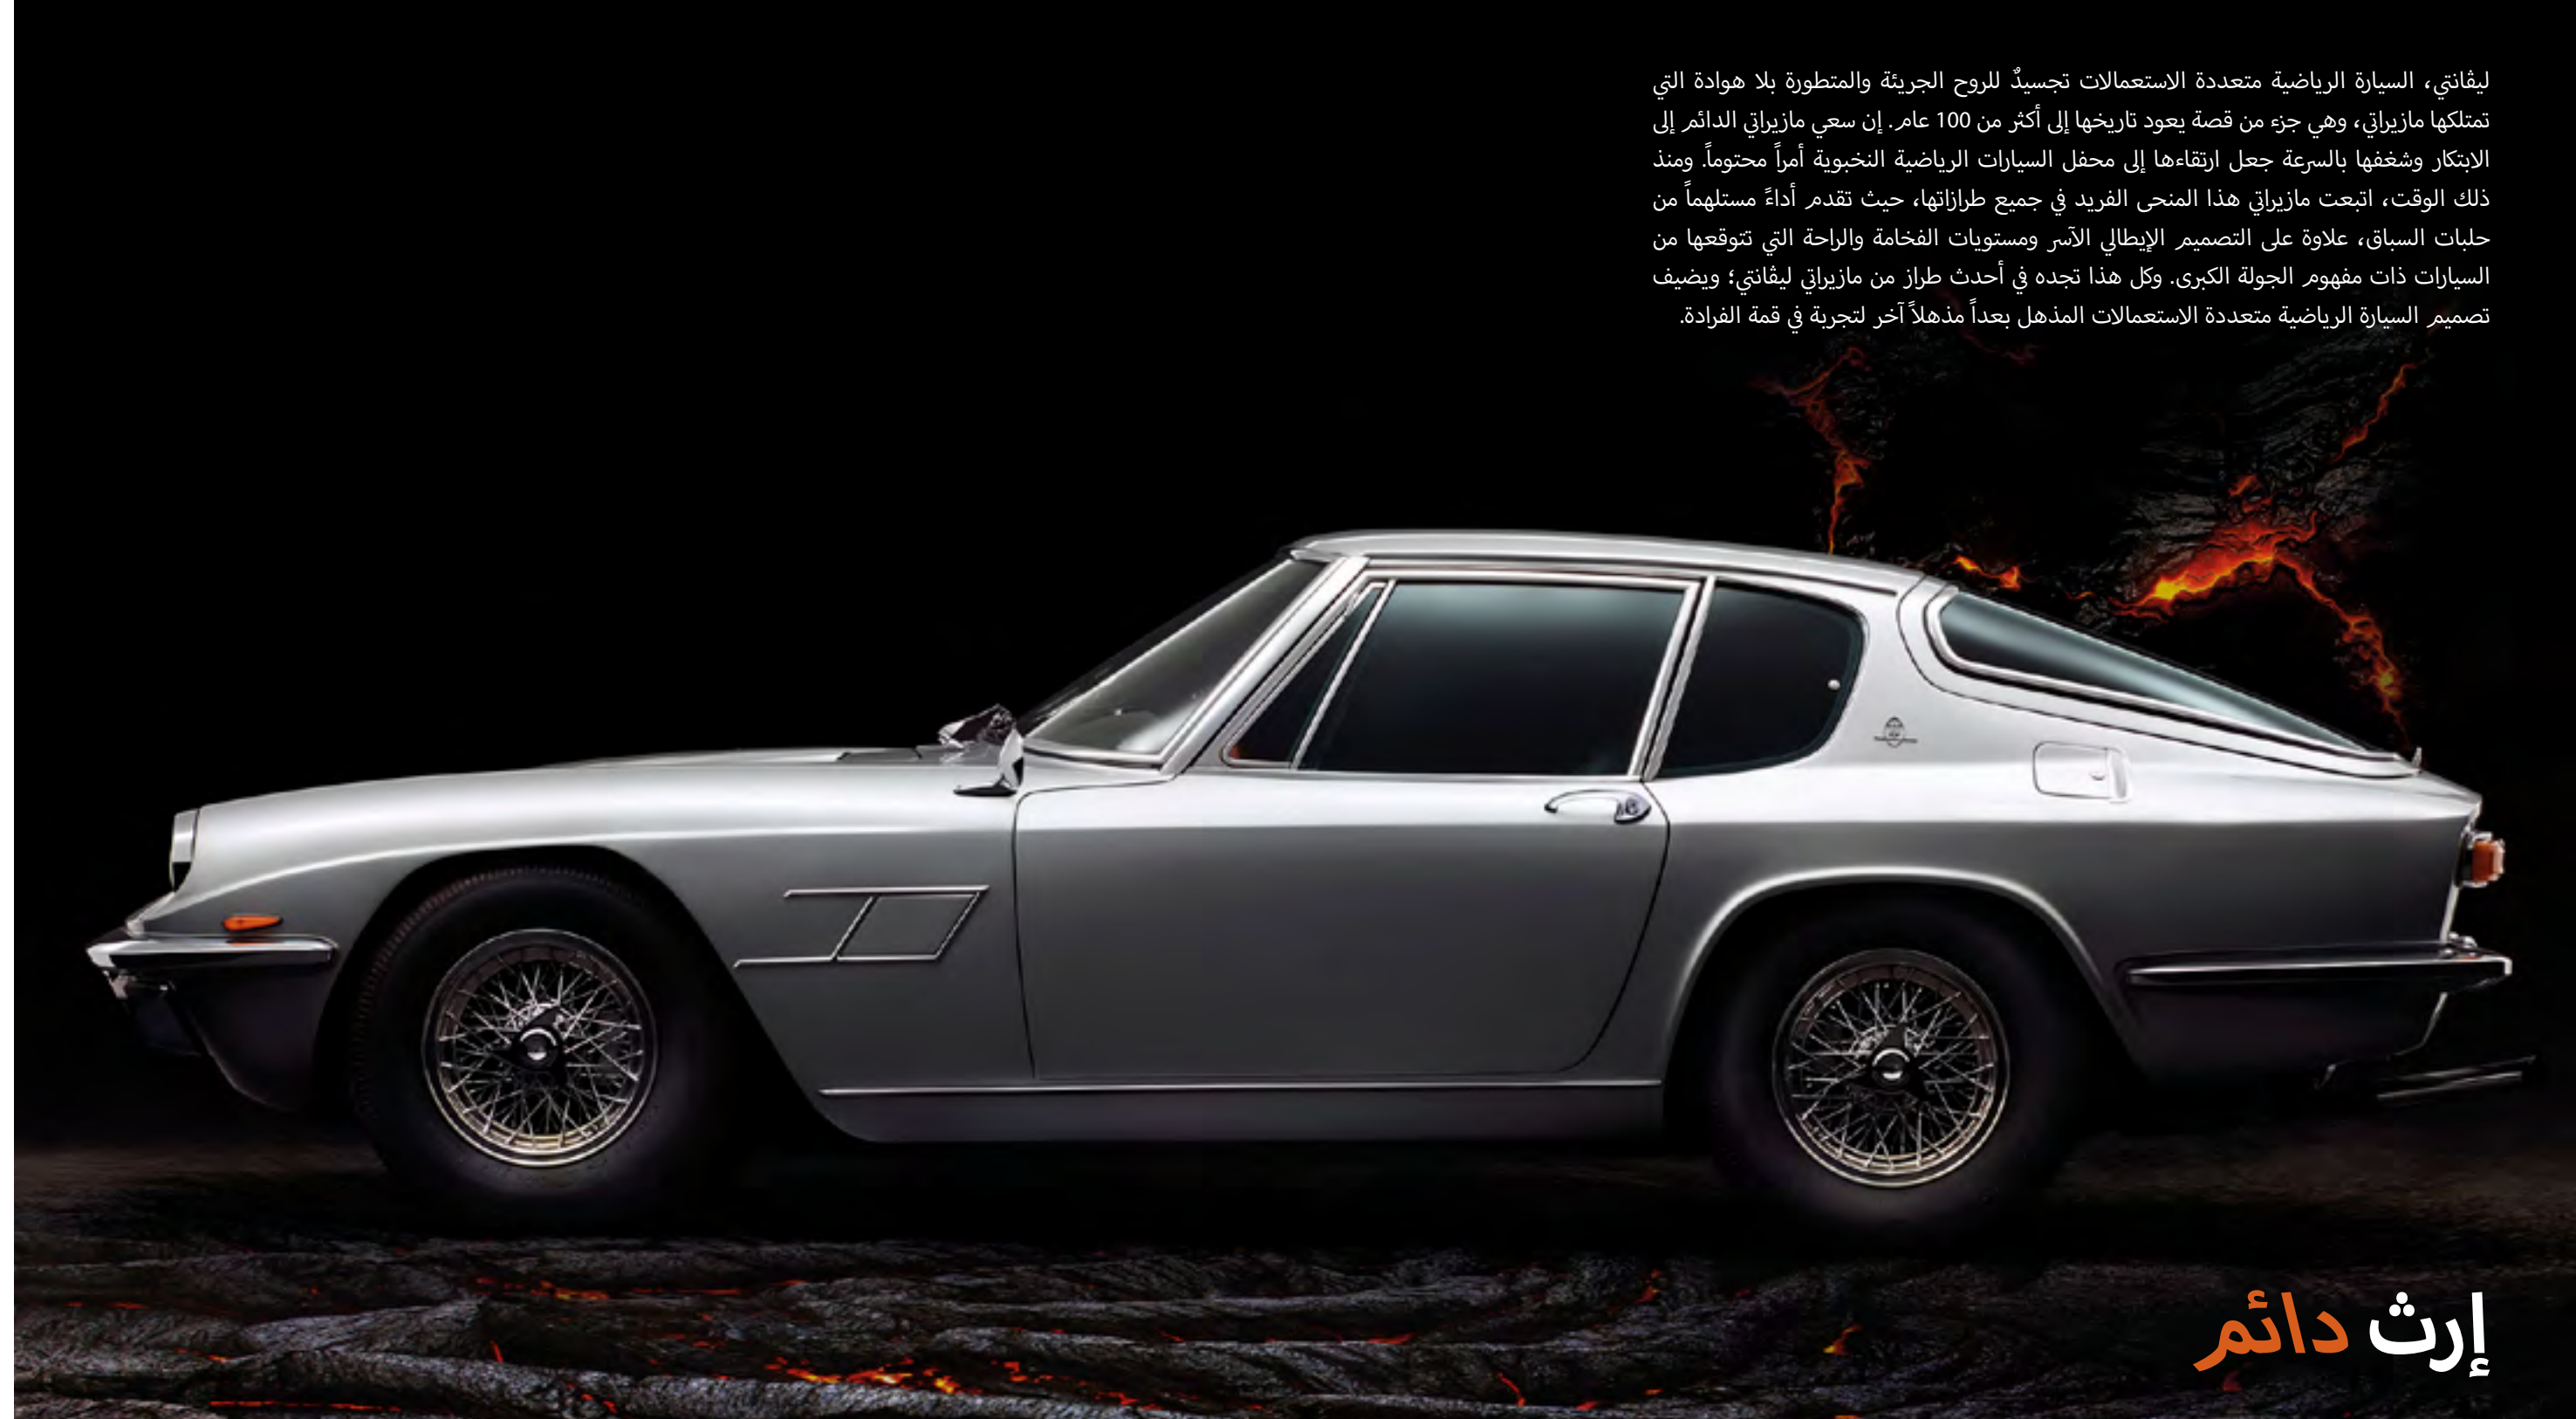 ليڤانتي، السيارة الرياضية متعددة الاستعمالات تجسيدٌ للروح الجريئة والمتطورة بلا هوادة التي
تمتلكها مازيراتي، وهي جزء من قصة يعود تاريخها إلى أكثر من 100 عام. إن سعي مازيراتي الدائم إلى
الابتكار وشغفها بالسرعة جعل ارتقاءها إلى محفل السيارات الرياضية النخبوية أمراً محتوماً. ومنذ
ذلك الوقت، اتبعت مازيراتي هذا المنحى الفريد في جميع طرازاتها، حيث تقدم أداءً مستلهماً من
حلبات السباق، علاوة على التصميم الإيطالي الآسر ومستويات الفخامة والراحة التي تتوقعها من
السيارات ذات مفهوم الجولة الكبرى. وكل هذا تجده في أحدث طراز من مازيراتي ليڤانتي؛ ويضيف
تصميم السيارة الرياضية متعددة الاستعمالات المذهل بعداً مذهلاً آخر لتجربة في قمة الفرادة.
إرث دائم